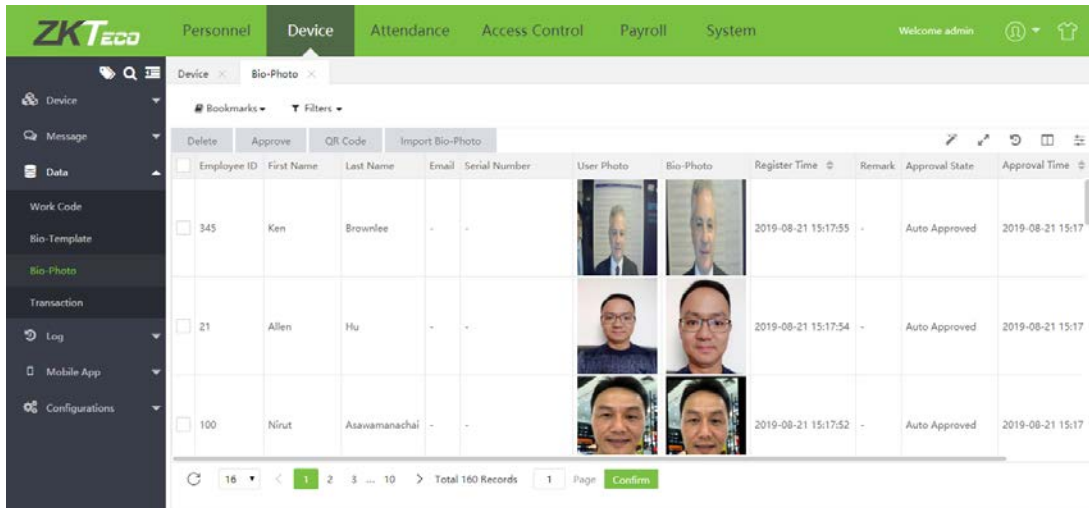 ZKTECO Personnel Device Attendance Access Control Payroll System Welcome admin
Device Bio-Photo
Device
Bookmarks Filters
Message
Delete Approve QR Code Import Bio-Photo
Employee ID First Name Last Name Email Serial Number User Photo Bio-Photo Register Time Remark Approval State Approval Time
Data
Work Code
345 Ken Brownlee - - 2019-08-21 15:17:55 - Auto Approved 2019-08-21 15:17
Bio-Template
Bio-Photo
Transaction
21 Allen Hu - - 2019-08-21 15:17:54 - Auto Approved 2019-08-21 15:17
Log
Mobile App
Configurations
100 Nirut Asawamanachai - - 2019-08-21 15:17:52 - Auto Approved 2019-08-21 15:17
16 < 1 2 3 ... 10 > Total 160 Records 1 Page Confirm